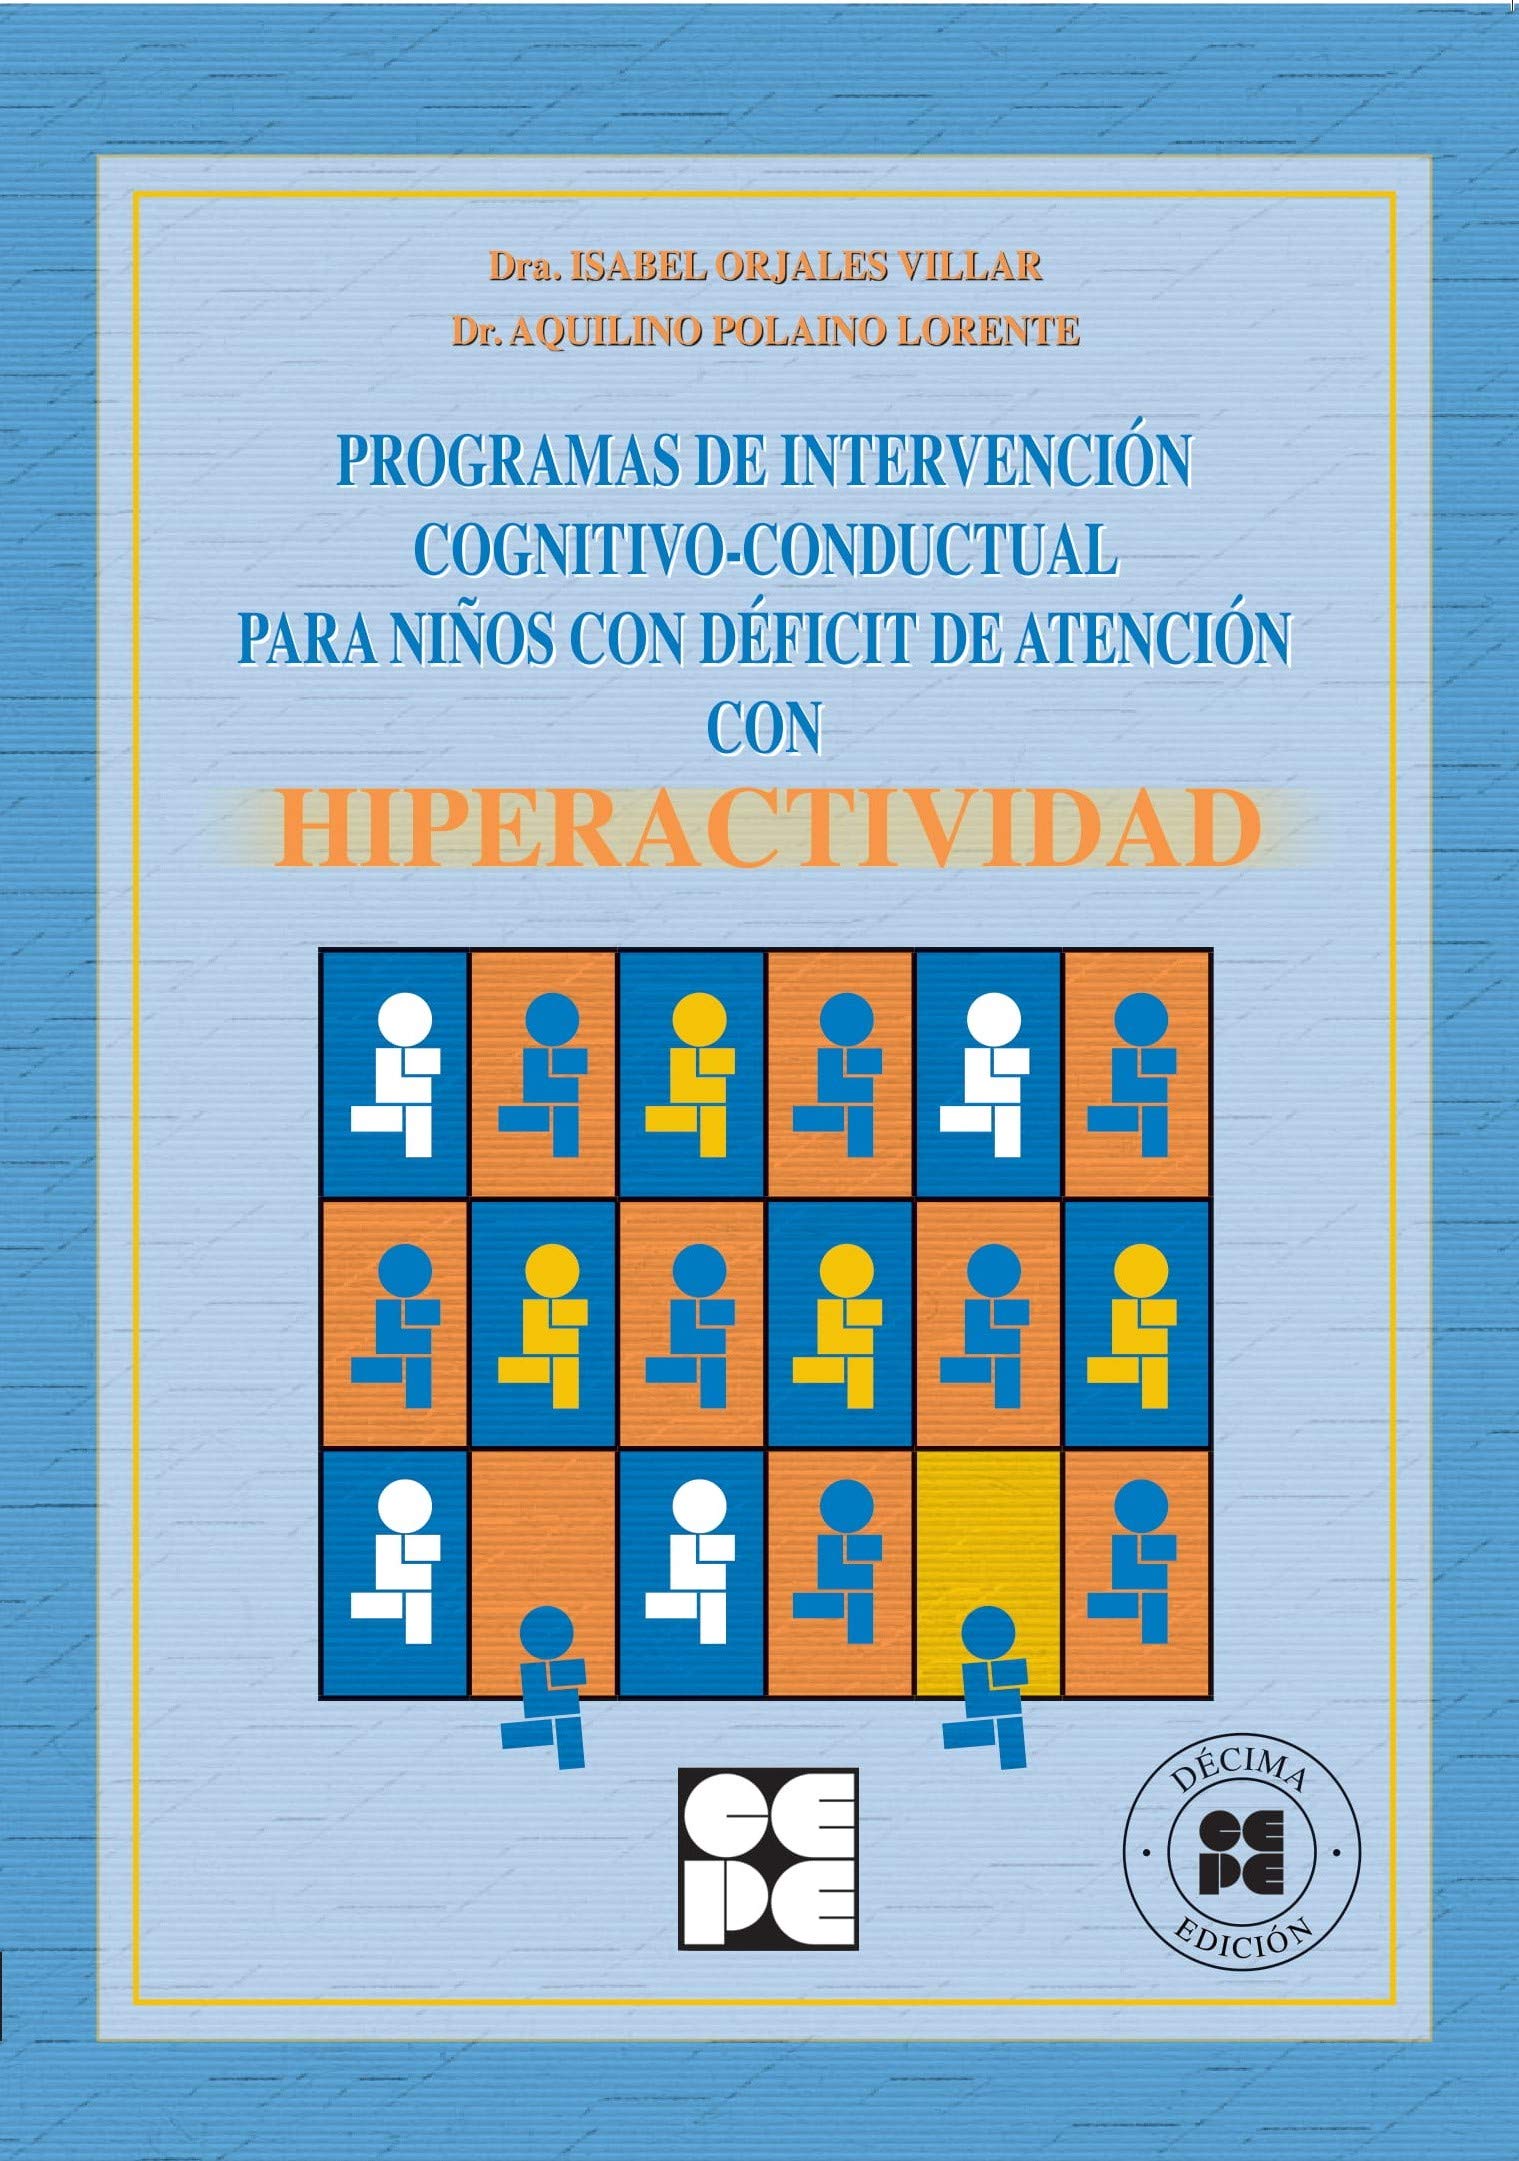 Dra. ISABEL ORJALES VILLAR
Dr. AQUILINO POLAINO LORENTE
PROGRAMAS DE INTERVENCIÓN
COGNITIVO-CONDUCTUAL
PARA NIÑOS CON DÉFICIT DE ATENCIÓN
CON
HIPERACTIVIDAD
CE
PE
DÉCIMA
CE
PE
EDICIÓN